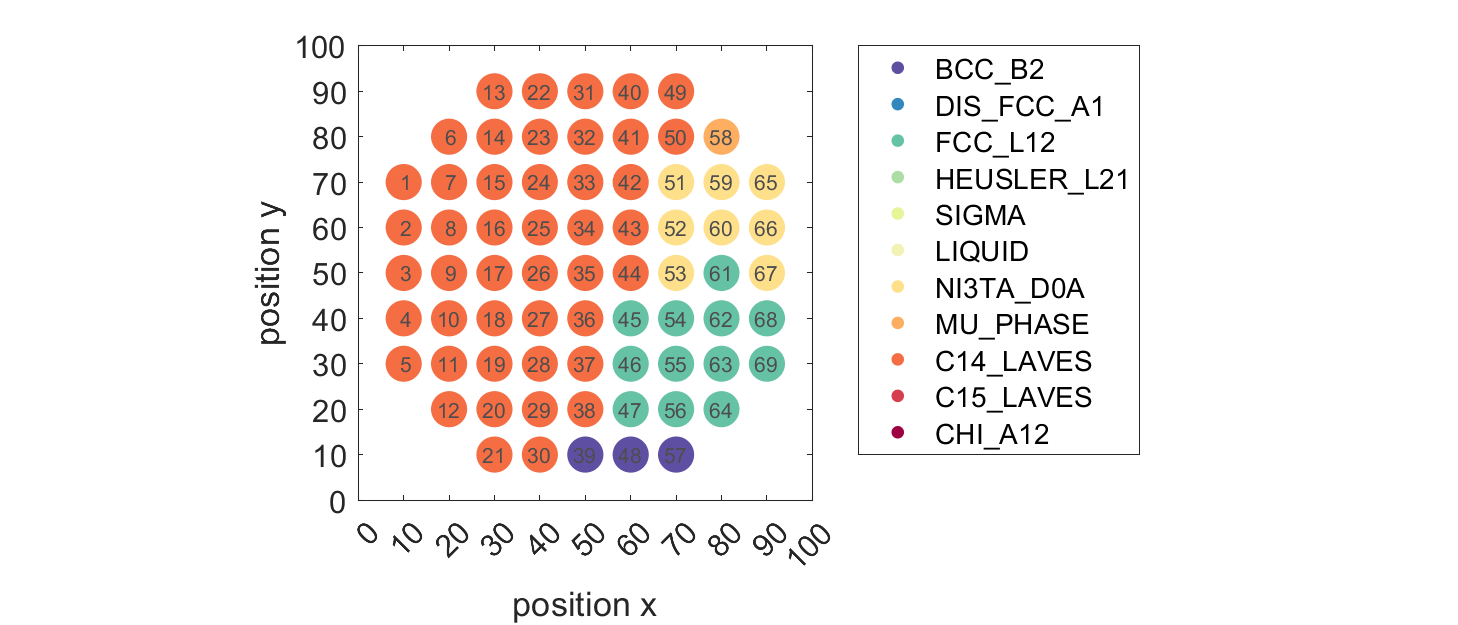 100
90
80
70
60
50
40
30
20
10
0
position y
13 22 31 40 49
6 14 23 32 41 50 58
1 7 15 24 33 42 51 59 65
2 8 16 25 34 43 52 60 66
3 9 17 26 35 44 53 61 67
4 10 18 27 36 45 54 62 68
5 11 19 28 37 46 55 63 69
12 20 29 38 47 56 64
21 30 39 48 57
0 10 20 30 40 50 60 70 80 90 100
position x
BCC_B2
DIS_FCC_A1
FCC_L12
HEUSLER_L21
SIGMA
LIQUID
NI3TA_D0A
MU_PHASE
C14_LAVES
C15_LAVES
CHI_A12